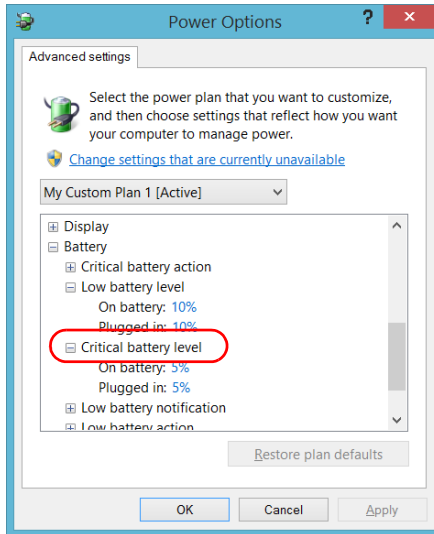 Power Options
?
Advanced settings
Select the power plan that you want to customize,
and then choose settings that reflect how you want
your computer to manage power.
Change settings that are currently unavailable
My Custom Plan 1 [Active]
Display
Battery
Critical battery action
Low battery level
On battery: 10%
Plugged in: 10%
Critical battery level
On battery: 5%
Plugged in: 5%
Low battery notification
Low battery action
Restore plan defaults
OK Cancel Apply